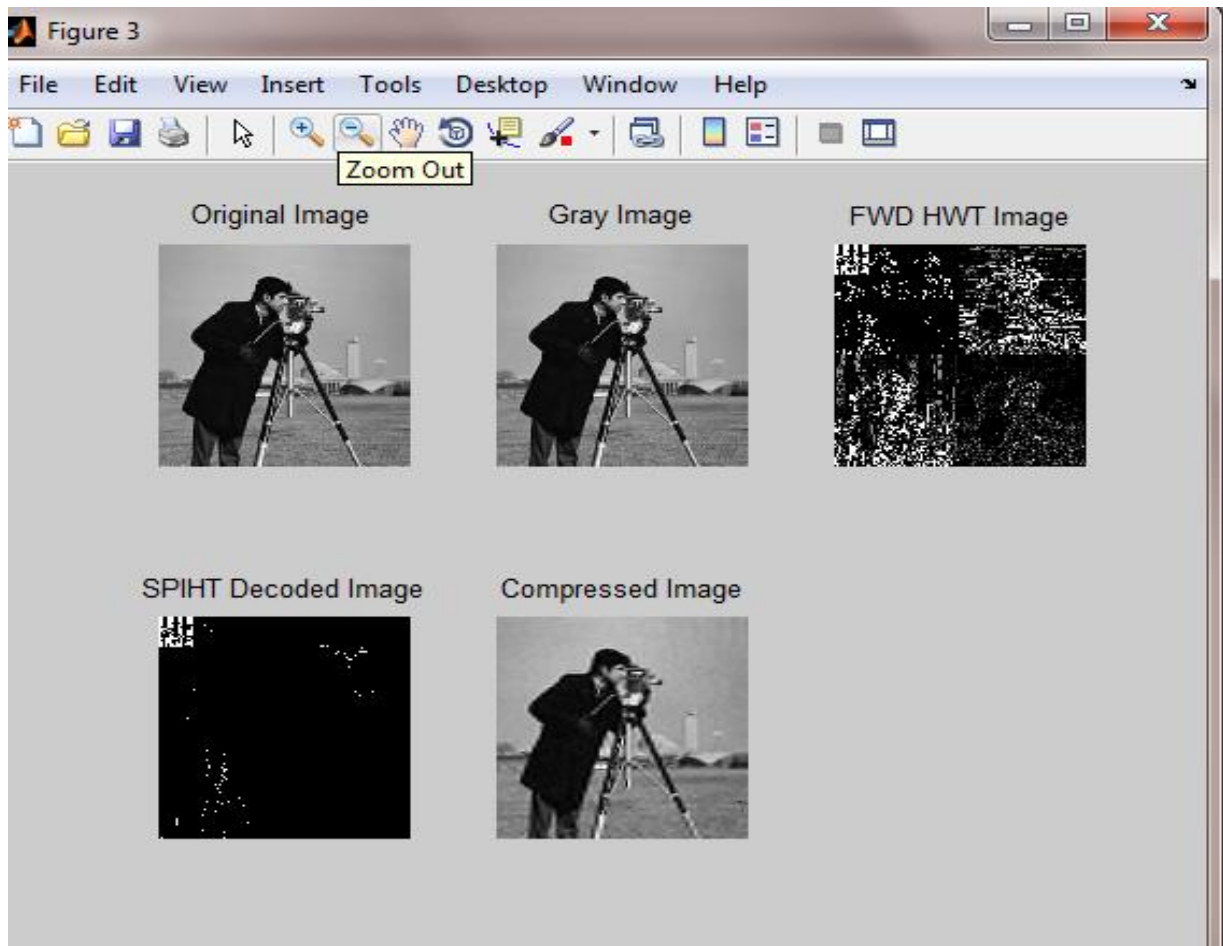 Figure 3
File Edit View Insert Tools Desktop Window Help
Zoom Out
Original Image Gray Image FWD HWT Image
SPIHT Decoded Image Compressed Image